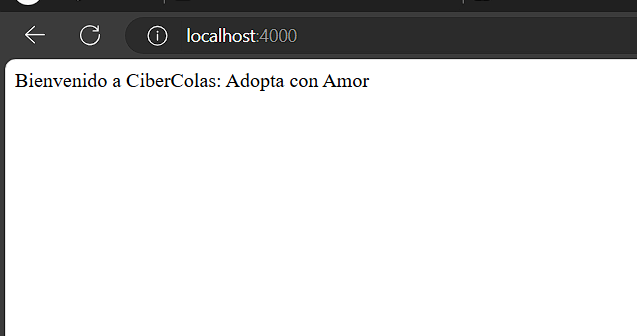 localhost:4000
Bienvenido a CiberColas: Adopta con Amor